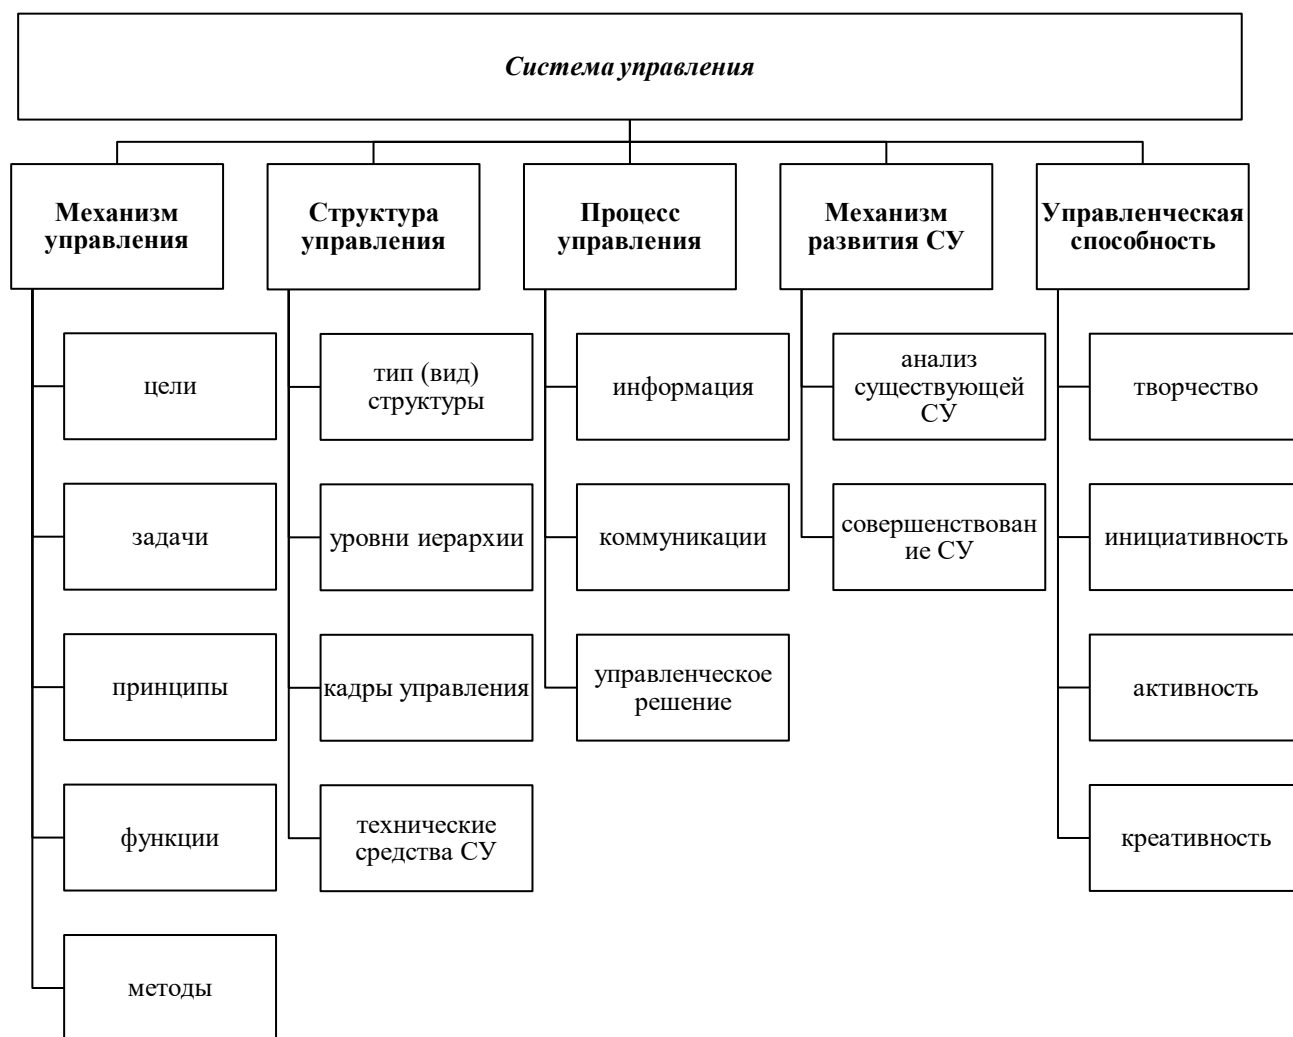 Система управления
Механизм
управления
Структура
управления
Процесс
управления
Механизм
развития СУ
Управленческая
способность
цели
задачи
принципы
функции
методы
тип (вид)
структуры
уровни иерархии
кадры управления
технические
средства СУ
информация
коммуникации
управленческое
решение
анализ
существующей
СУ
совершенствован
ие СУ
творчество
инициативность
активность
креативность